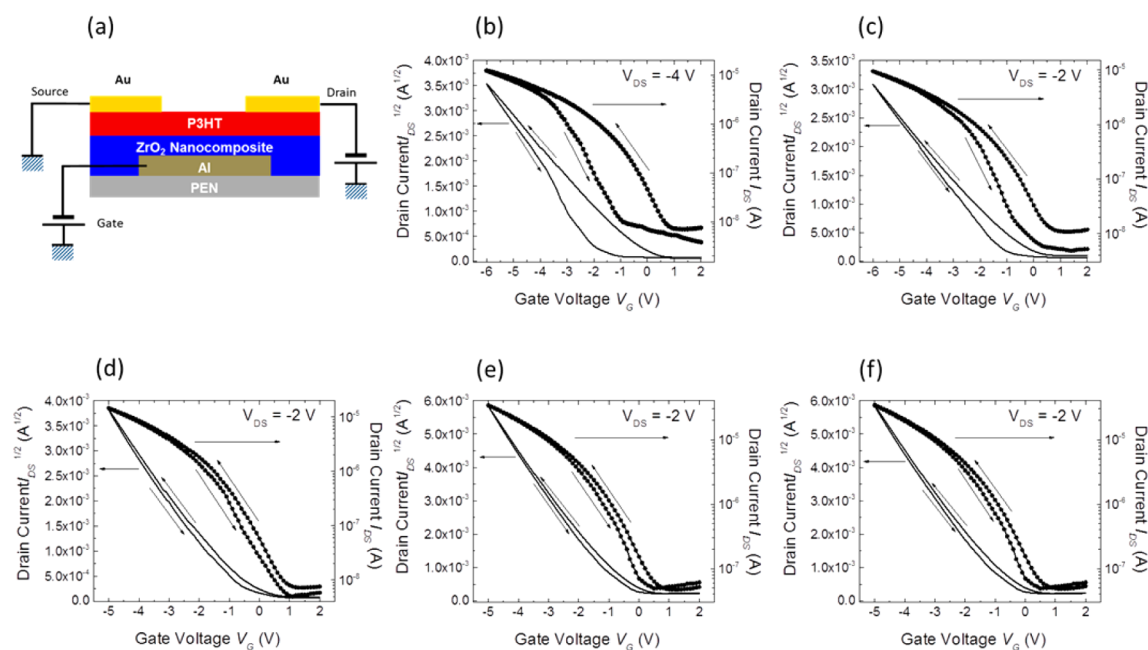 (a)
Au
Au
Source
Drain
P3HT
ZrO2 Nanocomposite
Al
PEN
Gate
(b)
Drain CurrentI_DS^1/2 (A^1/2)
4.0x10^-3
3.5x10^-3
3.0x10^-3
2.5x10^-3
2.0x10^-3
1.5x10^-3
1.0x10^-3
5.0x10^-4
0.0
V_DS = -4 V
10^-5
10^-6
10^-7
10^-8
Drain Current I_DS (A)
-6 -5 -4 -3 -2 -1 0 1 2
Gate Voltage V_G (V)
(c)
Drain CurrentI_DS^1/2 (A^1/2)
3.5x10^-3
3.0x10^-3
2.5x10^-3
2.0x10^-3
1.5x10^-3
1.0x10^-3
5.0x10^-4
0.0
V_DS = -2 V
10^-5
10^-6
10^-7
10^-8
Drain Current I_DS (A)
-6 -5 -4 -3 -2 -1 0 1 2
Gate Voltage V_G (V)
(d)
Drain CurrentI_DS^1/2 (A^1/2)
4.0x10^-3
3.5x10^-3
3.0x10^-3
2.5x10^-3
2.0x10^-3
1.5x10^-3
1.0x10^-3
5.0x10^-4
0.0
V_DS = -2 V
10^-5
10^-6
10^-7
10^-8
Drain Current I_DS (A)
-5 -4 -3 -2 -1 0 1 2
Gate Voltage V_G (V)
(e)
Drain CurrentI_DS^1/2 (A^1/2)
6.0x10^-3
5.0x10^-3
4.0x10^-3
3.0x10^-3
2.0x10^-3
1.0x10^-3
0.0
V_DS = -2 V
10^-5
10^-6
10^-7
Drain Current I_DS (A)
-5 -4 -3 -2 -1 0 1 2
Gate Voltage V_G (V)
(f)
Drain CurrentI_DS^1/2 (A^1/2)
6.0x10^-3
5.0x10^-3
4.0x10^-3
3.0x10^-3
2.0x10^-3
1.0x10^-3
0.0
V_DS = -2 V
10^-5
10^-6
10^-7
Drain Current I_DS (A)
-5 -4 -3 -2 -1 0 1 2
Gate Voltage V_G (V)